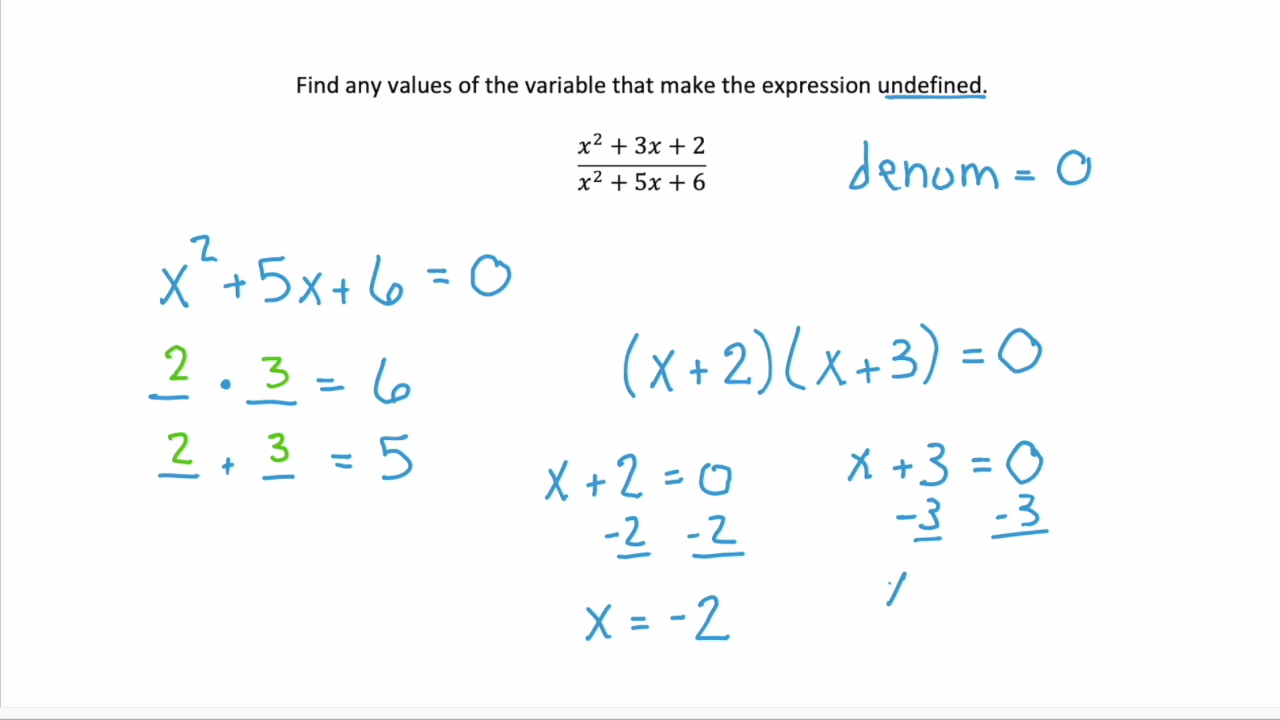 Find any values of the variable that make the expression undefined.
x² + 3x + 2
x² + 5x + 6
denom = 0
x² + 5x + 6 = 0
2 · 3 = 6
2 + 3 = 5
(x + 2)(x + 3) = 0
x + 2 = 0
-2 -2
x = -2
x + 3 = 0
-3 -3